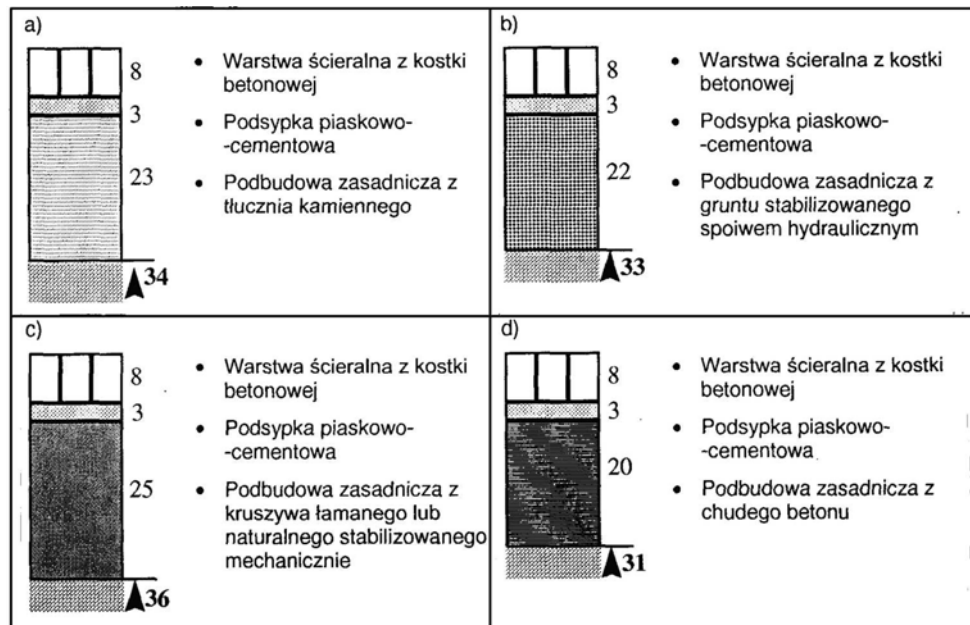 a)
8
3
23
34
• Warstwa ścieralna z kostki
betonowej
• Podsypka piaskowo-
-cementowa
• Podbudowa zasadnicza z
tłucznia kamiennego
b)
8
3
22
33
• Warstwa ścieralna z kostki
betonowej
• Podsypka piaskowo-
-cementowa
• Podbudowa zasadnicza z
gruntu stabilizowanego
spoiwem hydraulicznym
c)
8
3
25
36
• Warstwa ścieralna z kostki
betonowej
• Podsypka piaskowo-
-cementowa
• Podbudowa zasadnicza z
kruszywa łamanego lub
naturalnego stabilizowanego
mechanicznie
d)
8
3
20
31
• Warstwa ścieralna z kostki
betonowej
• Podsypka piaskowo-
-cementowa
• Podbudowa zasadnicza z
chudego betonu